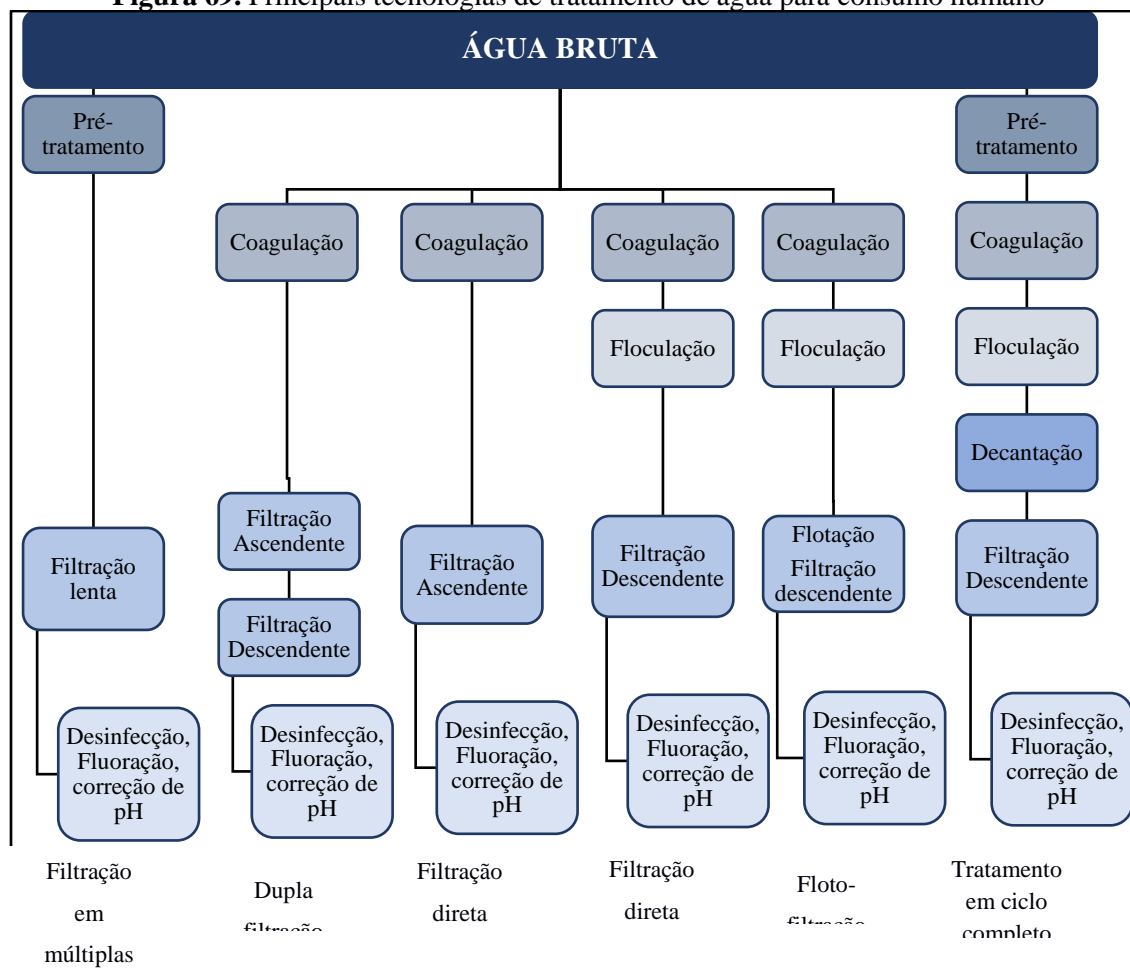 Figura 69. Principais tecnologias de tratamento de água para consumo humano
ÁGUA BRUTA
Pré-
tratamento
Filtração
lenta
Desinfecção,
Fluoração,
correção de
pH
Filtração
em
múltiplas
Coagulação
Filtração
Ascendente
Filtração
Descendente
Desinfecção,
Fluoração,
correção de
pH
Dupla
filtração
Coagulação
Filtração
Ascendente
Desinfecção,
Fluoração,
correção de
pH
Filtração
direta
Coagulação
Floculação
Filtração
Descendente
Desinfecção,
Fluoração,
correção de
pH
Filtração
direta
Coagulação
Floculação
Flotação
Filtração
descendente
Desinfecção,
Fluoração,
correção de
pH
Floto-
filtração
Pré-
tratamento
Coagulação
Floculação
Decantação
Filtração
Descendente
Desinfecção,
Fluoração,
correção de
pH
Tratamento
em ciclo
completo